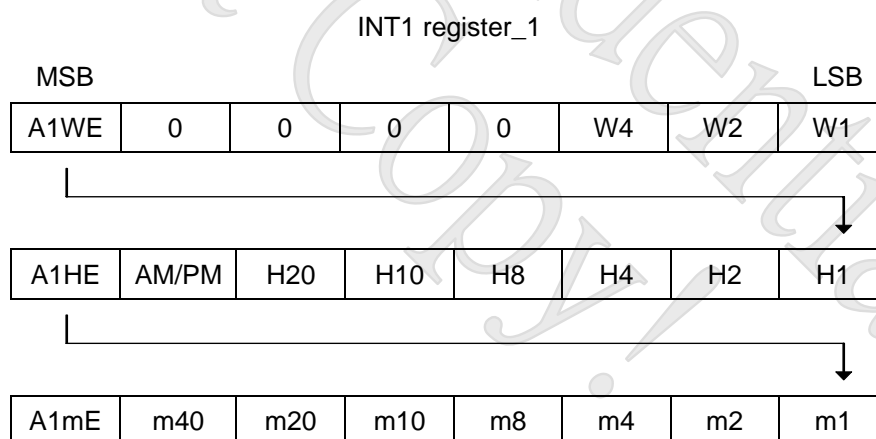 INT1 register_1
MSB LSB
A1WE 0 0 0 0 W4 W2 W1
A1HE AM/PM H20 H10 H8 H4 H2 H1
A1mE m40 m20 m10 m8 m4 m2 m1
Copy!